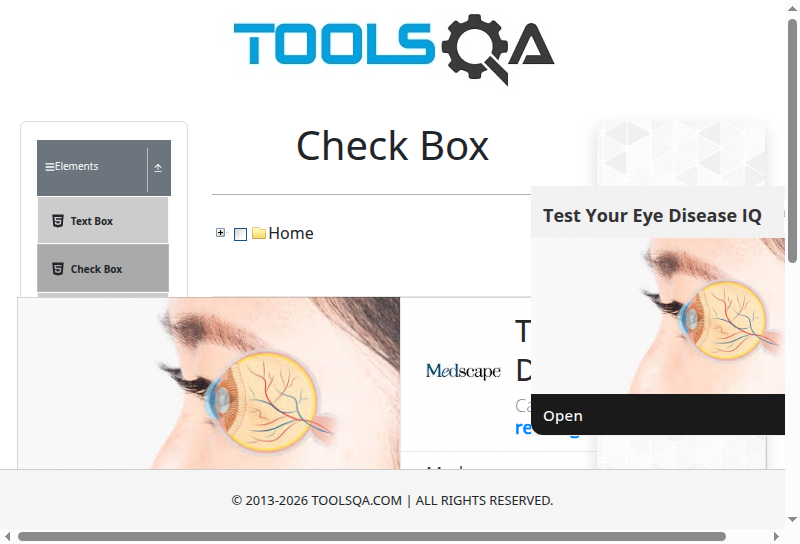 TOOLSQA
Check Box
Elements
Text Box
Check Box
Home
Test Your Eye Disease IQ
Medscape
Open
© 2013-2026 TOOLSQA.COM | ALL RIGHTS RESERVED.